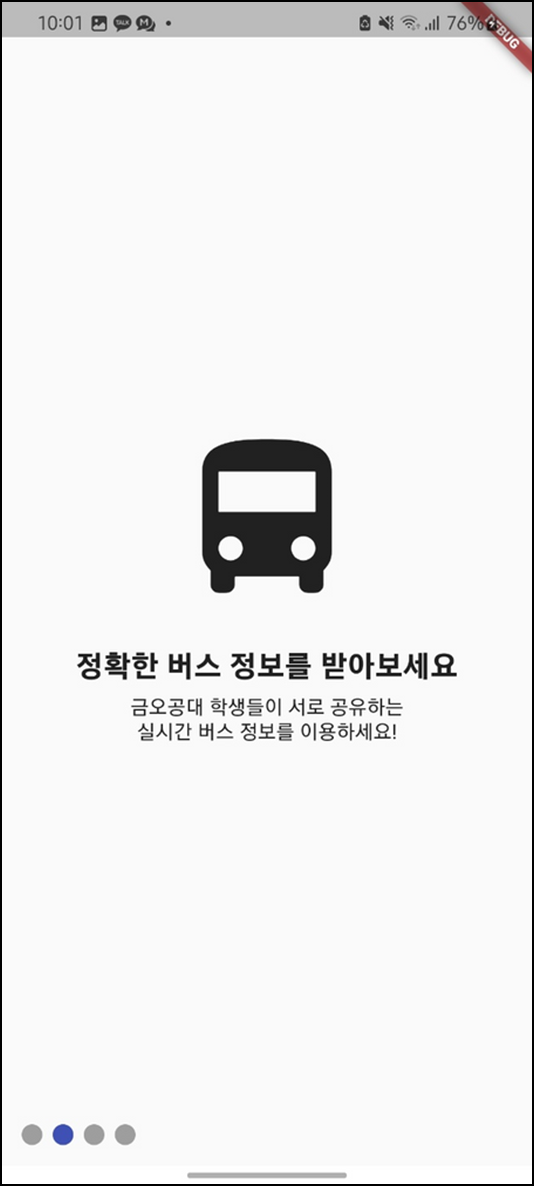 10:01 TALK M 76%
DEBUG
정확한 버스 정보를 받아보세요
금오공대 학생들이 서로 공유하는
실시간 버스 정보를 이용하세요!